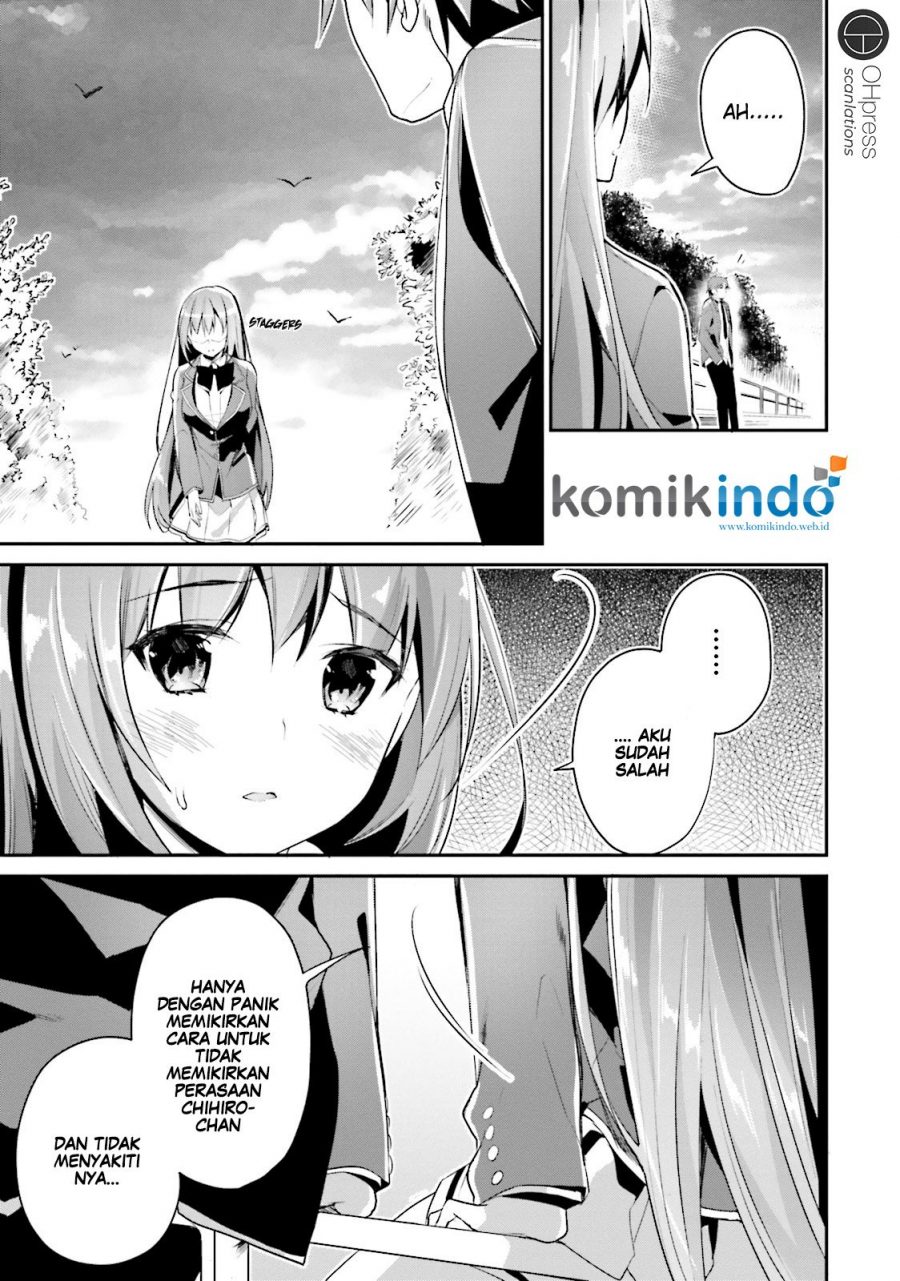 OHpress
scanlations
AH.....
STAGGERS
komikindo
www.komikindo.web.id
.......
.... AKU
SUDAH
SALAH
HANYA
DENGAN PANIK
MEMIKIRKAN
CARA UNTUK
TIDAK
MEMIKIRKAN
PERASAAN
CHIHIRO-
CHAN
DAN TIDAK
MENYAKITI
NYA...